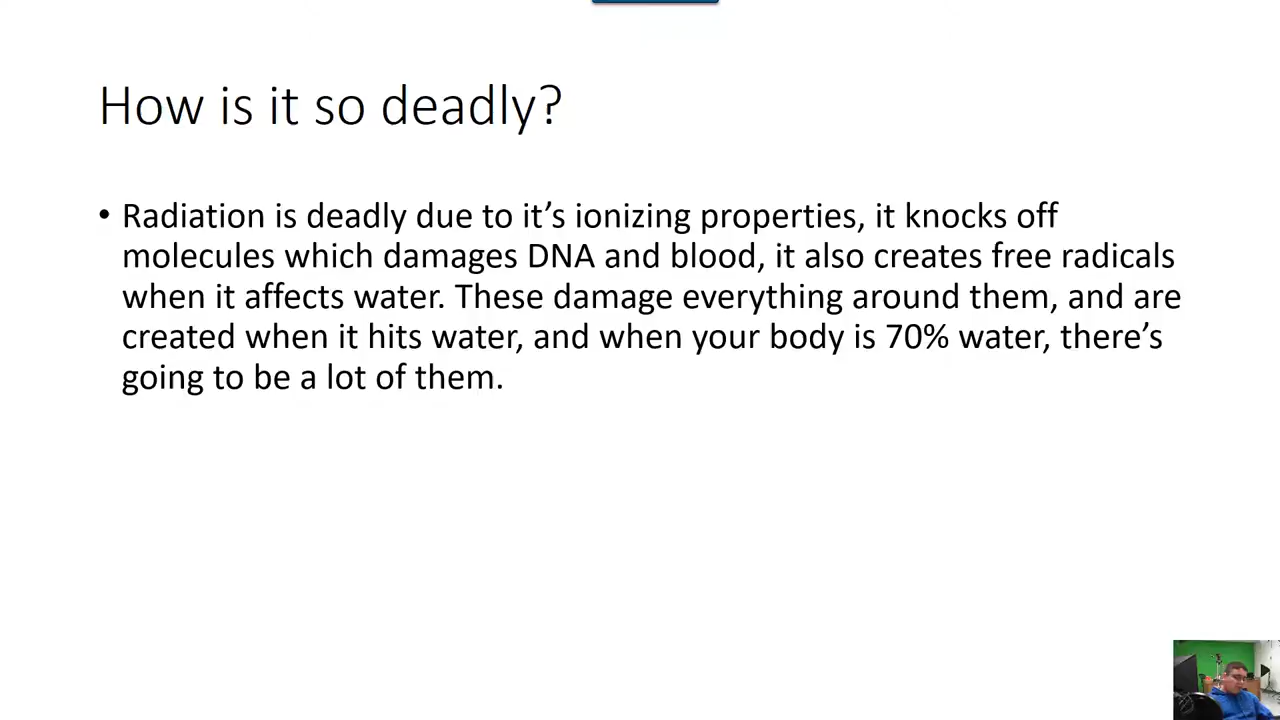 How is it so deadly?
• Radiation is deadly due to it’s ionizing properties, it knocks off
molecules which damages DNA and blood, it also creates free radicals
when it affects water. These damage everything around them, and are
created when it hits water, and when your body is 70% water, there’s
going to be a lot of them.